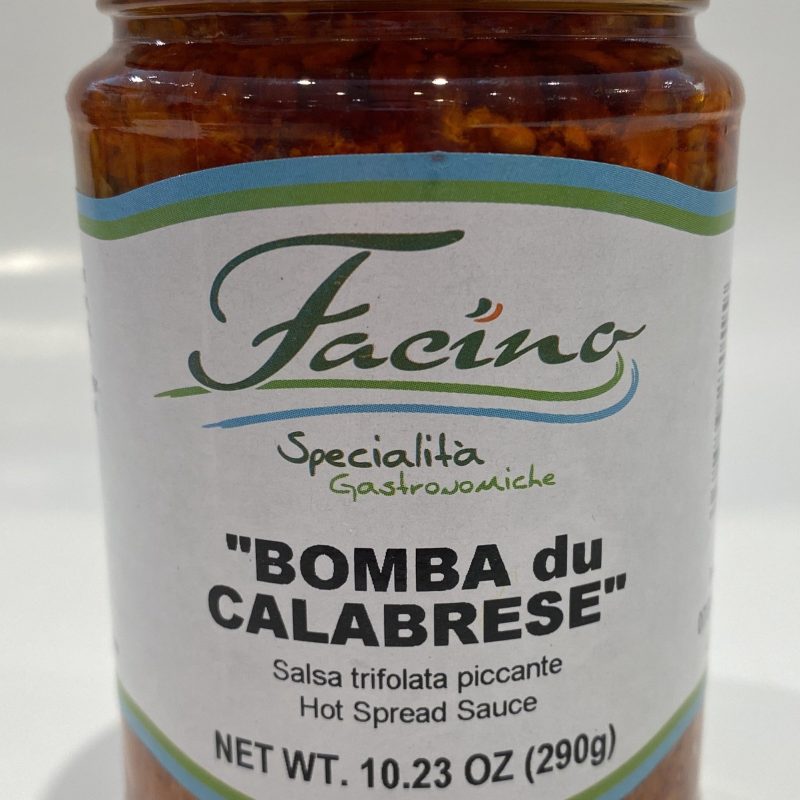 Facino
Specialità
Gastronomiche
"BOMBA du
CALABRESE"
Salsa trifolata piccante
Hot Spread Sauce
NET WT. 10.23 OZ (290g)